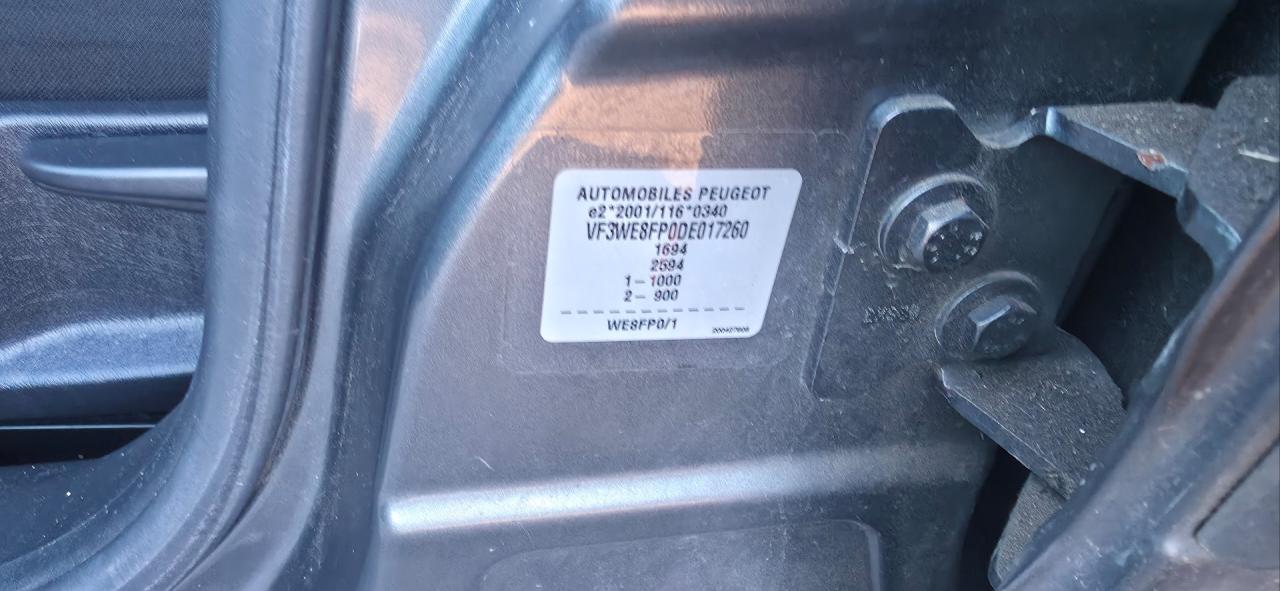 AUTOMOBILES PEUGEOT
e2*2001/116*0340
VF3WE8FP0DE017260
1694
2594
1– 1000
2– 900
WE8FP0/1